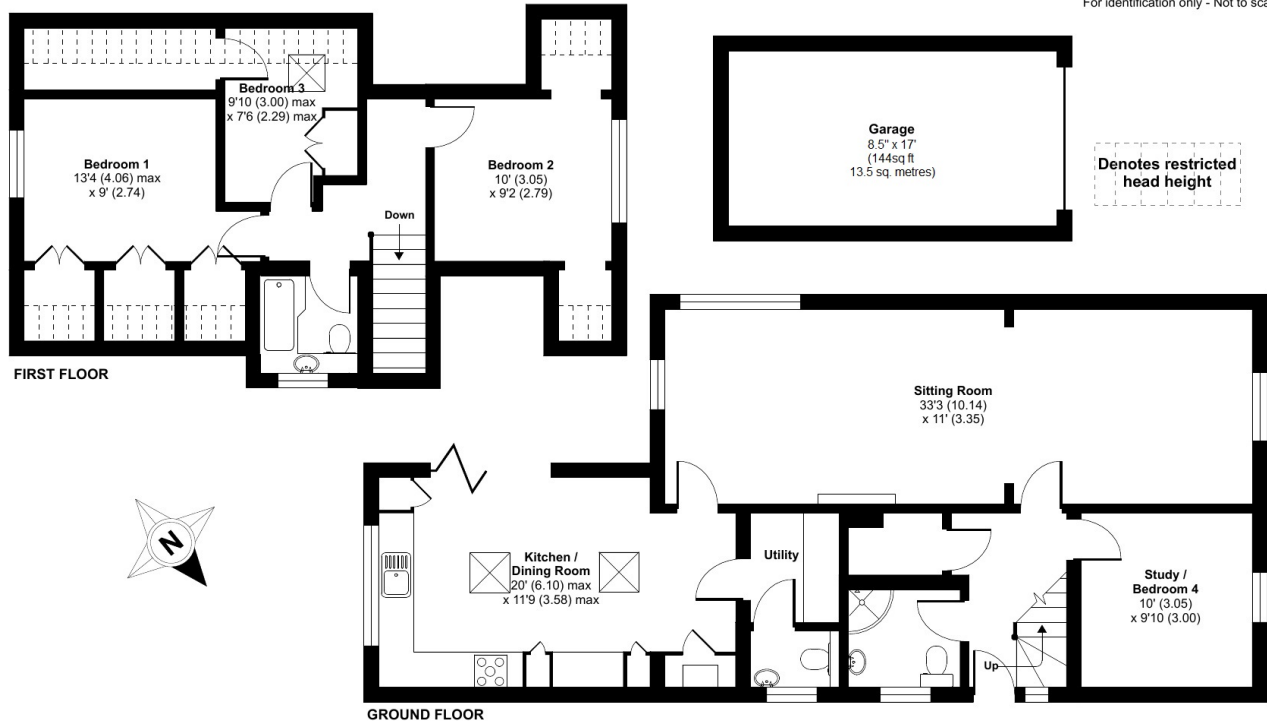 For identification only - Not to sca
Bedroom 3
9'10 (3.00) max
x 7'6 (2.29) max
Bedroom 1
13'4 (4.06) max
x 9' (2.74)
Bedroom 2
10' (3.05)
x 9'2 (2.79)
Down
FIRST FLOOR
Garage
8.5" x 17'
(144sq ft
13.5 sq. metres)
Denotes restricted
head height
Sitting Room
33'3 (10.14)
x 11' (3.35)
N
Kitchen /
Dining Room
20' (6.10) max
x 11'9 (3.58) max
Utility
Study /
Bedroom 4
10' (3.05)
x 9'10 (3.00)
Up
GROUND FLOOR